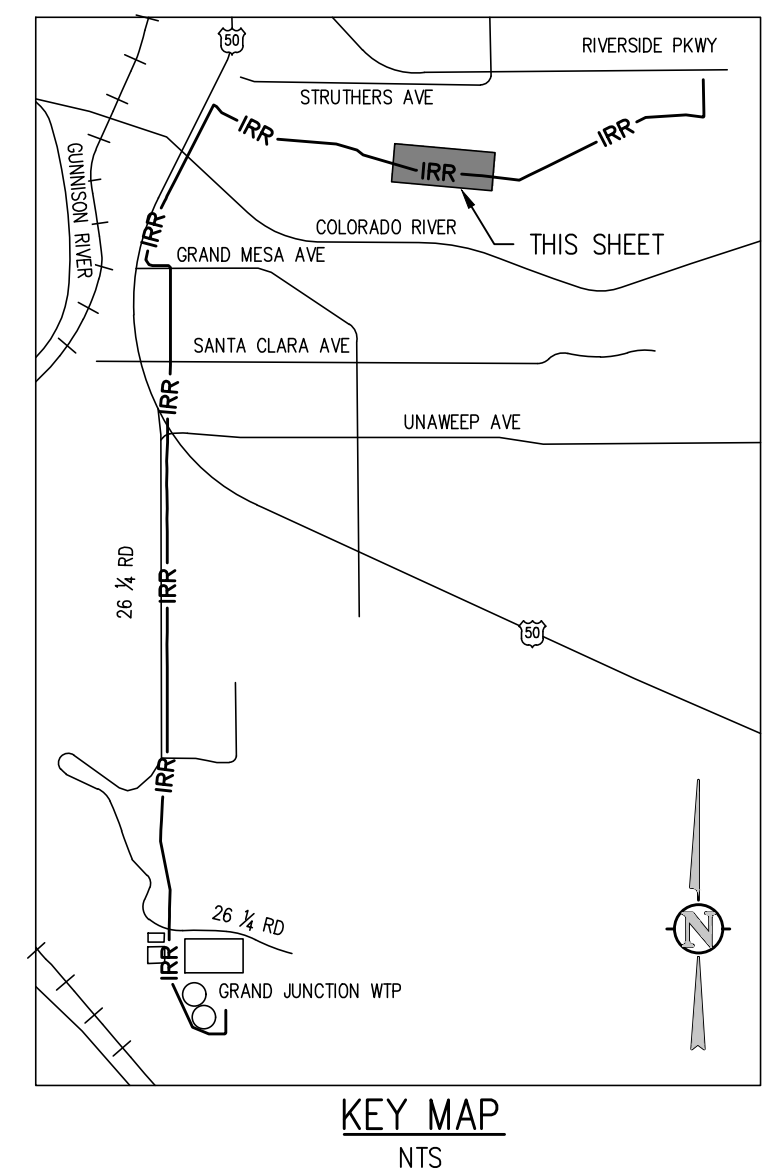 50
RIVERSIDE PKWY
STRUTHERS AVE
IRR
IRR
IRR
GUNNISON RIVER
IRR
COLORADO RIVER
THIS SHEET
GRAND MESA AVE
SANTA CLARA AVE
IRR
UNAWEEP AVE
26 ¼ RD
IRR
50
IRR
26 ¼ RD
N
IRR
GRAND JUNCTION WTP
KEY MAP
NTS